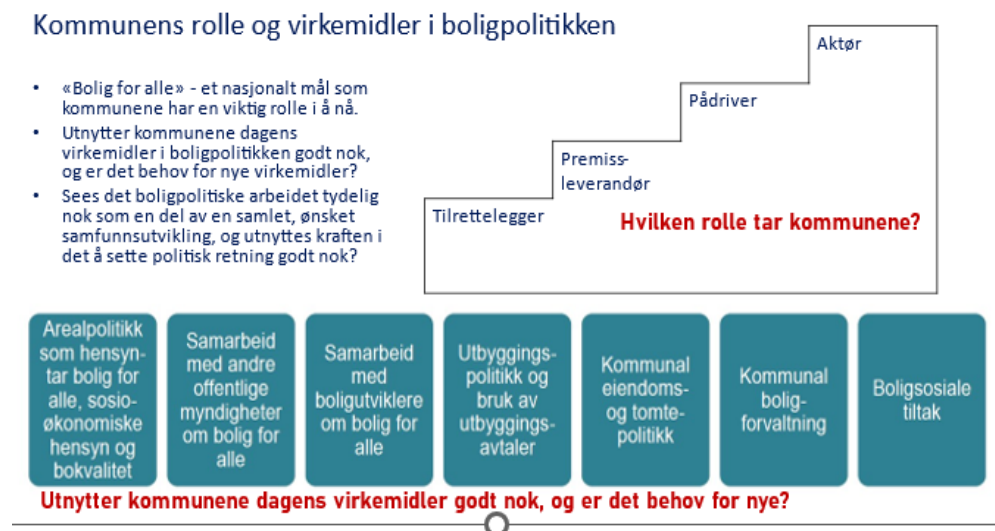 Kommunens rolle og virkemidler i boligpolitikken
• «Bolig for alle» - et nasjonalt mål som
kommunene har en viktig rolle i å nå.
• Utnytter kommunene dagens
virkemidler i boligpolitikken godt nok,
og er det behov for nye virkemidler?
• Sees det boligpolitiske arbeidet tydelig
nok som en del av en samlet, ønsket
samfunnsutvikling, og utnyttes kraften i
det å sette politisk retning godt nok?
Aktør
Pådriver
Premiss-
leverandør
Tilrettelegger
Hvilken rolle tar kommunene?
Arealpolitikk
som hensyn-
tar bolig for
alle, sosio-
økonomiske
hensyn og
bokvalitet
Samarbeid
med andre
offentlige
myndigheter
om bolig for
alle
Samarbeid
med
boligutviklere
om bolig for
alle
Utbyggings-
politikk og
bruk av
utbyggings-
avtaler
Kommunal
eiendoms-
og tomte-
politikk
Kommunal
bolig-
forvaltning
Boligsosiale
tiltak
Utnytter kommunene dagens virkemidler godt nok, og er det behov for nye?